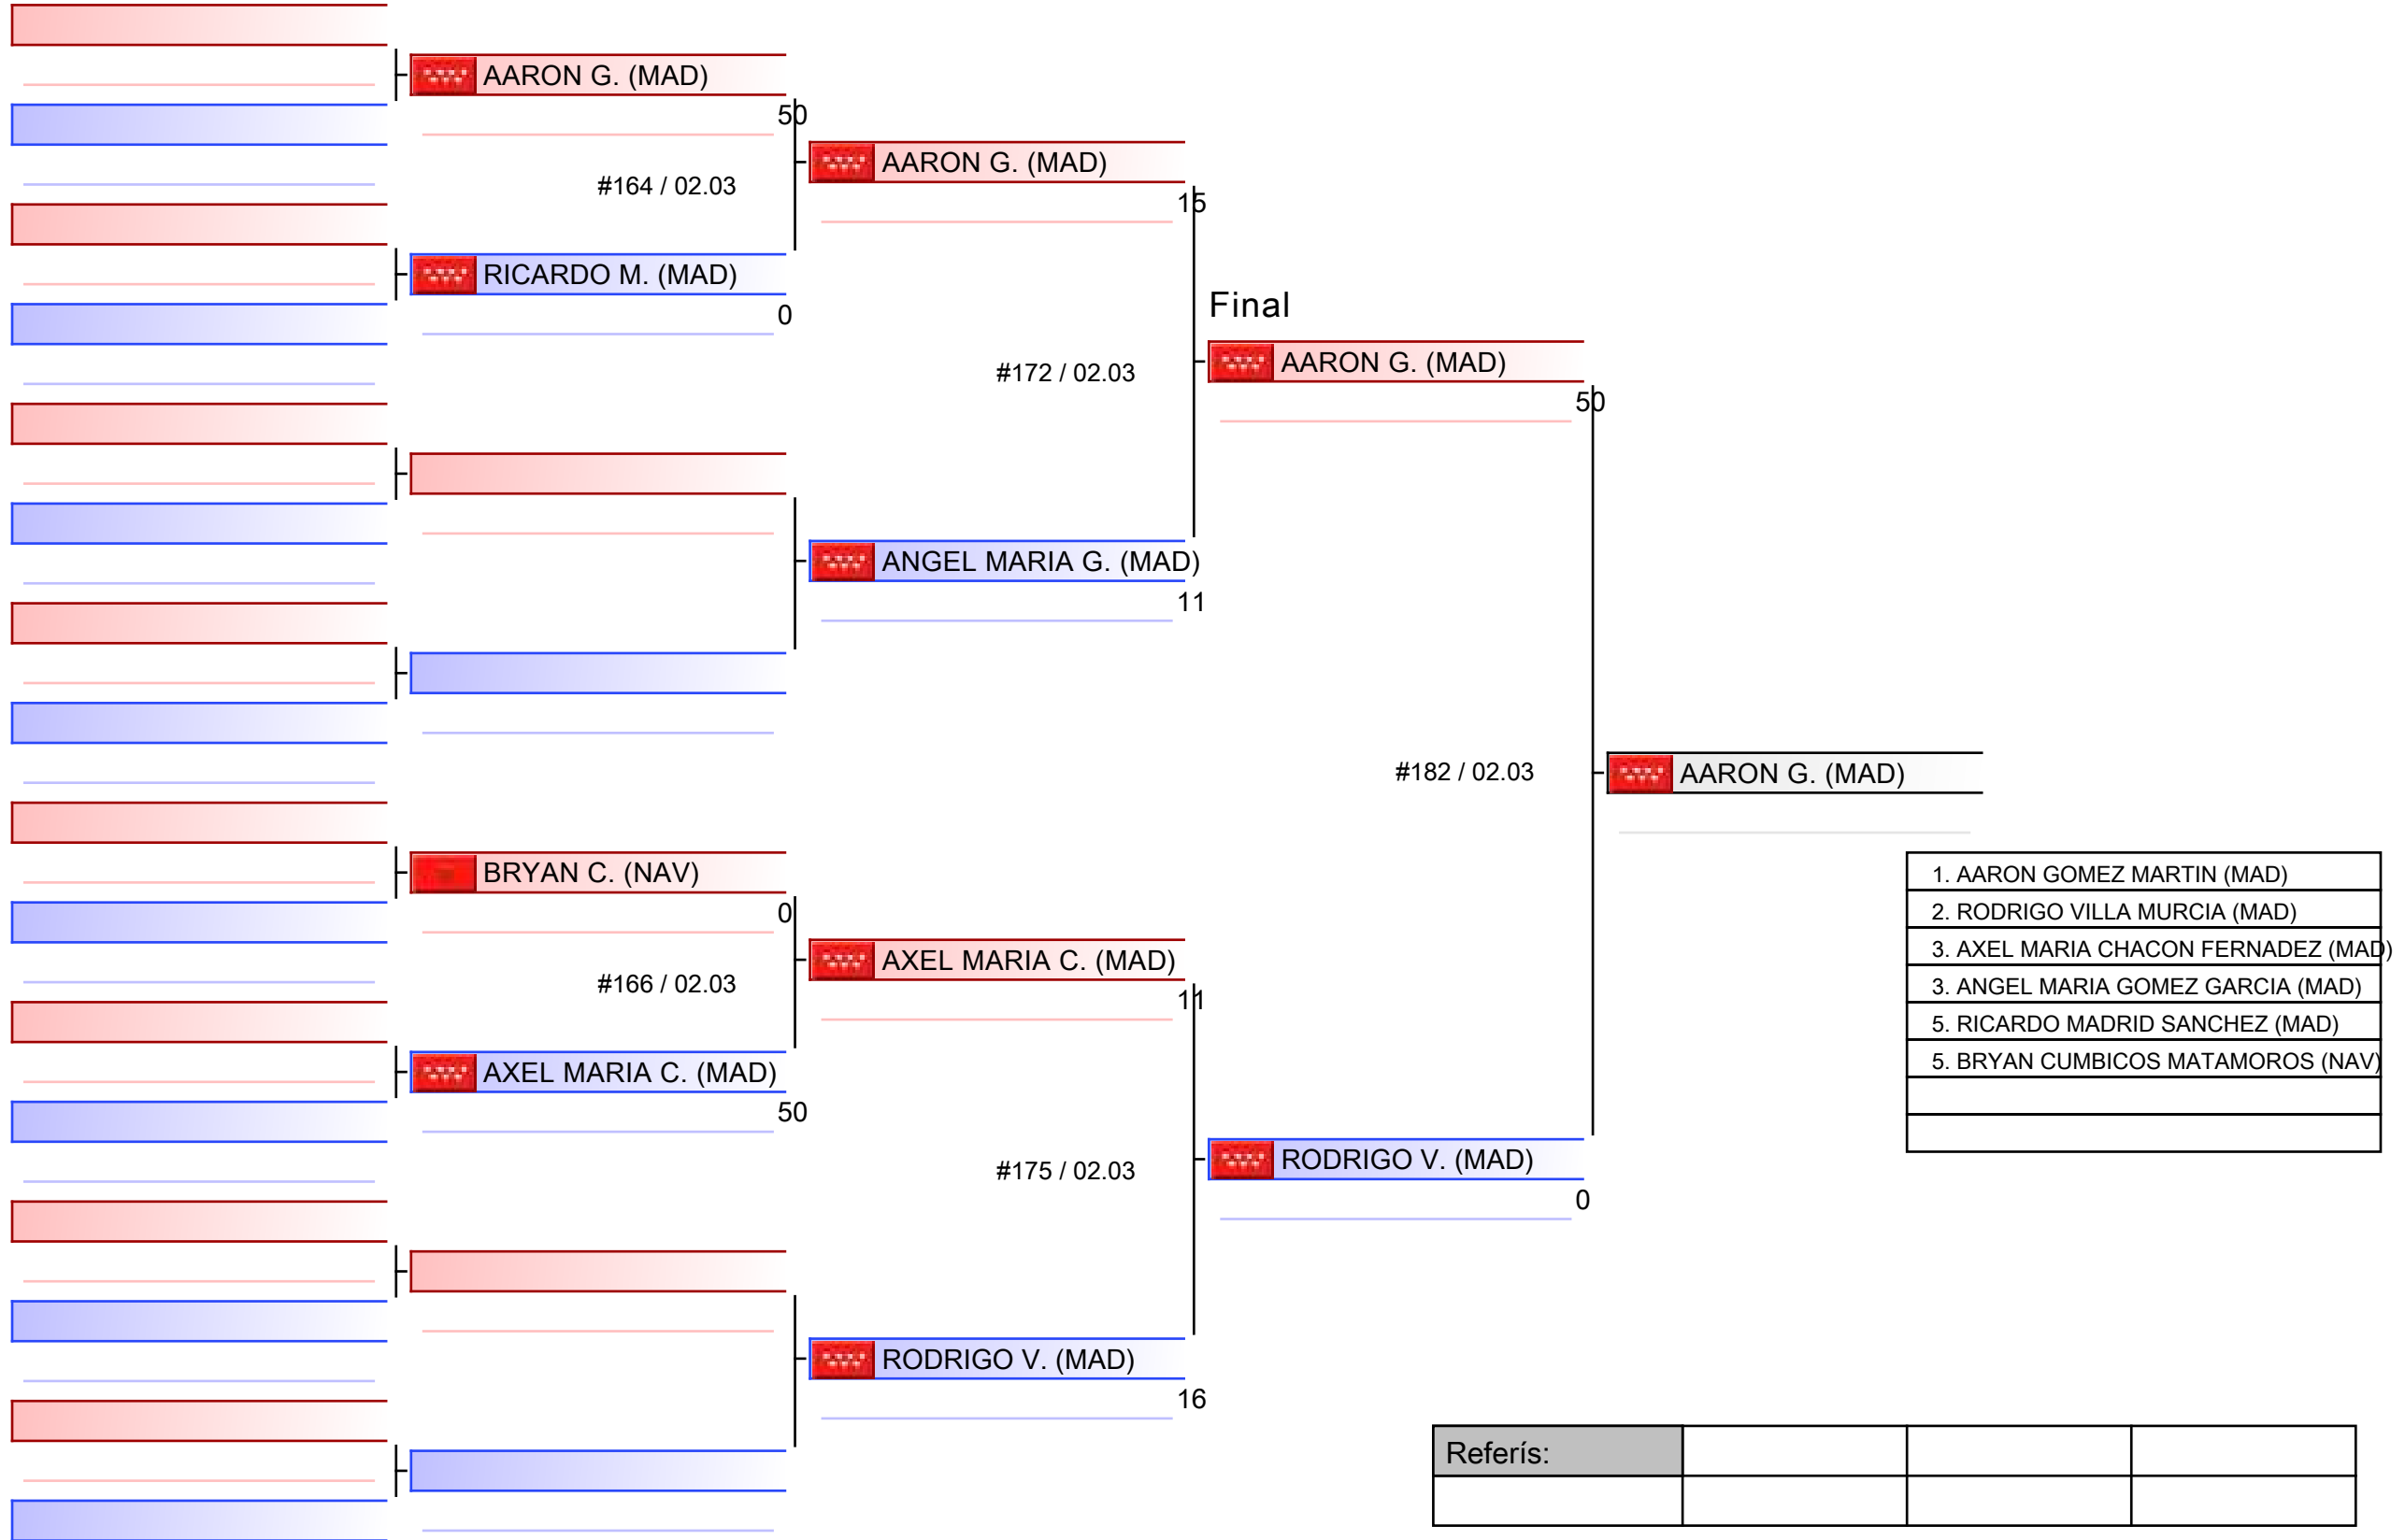 AARON G. (MAD)
50
#164 / 02.03
RICARDO M. (MAD)
0
AARON G. (MAD)
15
#172 / 02.03
ANGEL MARIA G. (MAD)
11
Final
AARON G. (MAD)
50
#182 / 02.03
AARON G. (MAD)
BRYAN C. (NAV)
0
#166 / 02.03
AXEL MARIA C. (MAD)
50
AXEL MARIA C. (MAD)
11
#175 / 02.03
RODRIGO V. (MAD)
16
RODRIGO V. (MAD)
0
1. AARON GOMEZ MARTIN (MAD)
2. RODRIGO VILLA MURCIA (MAD)
3. AXEL MARIA CHACON FERNADEZ (MAD)
3. ANGEL MARIA GOMEZ GARCIA (MAD)
5. RICARDO MADRID SANCHEZ (MAD)
5. BRYAN CUMBICOS MATAMOROS (NAV)
Referís: